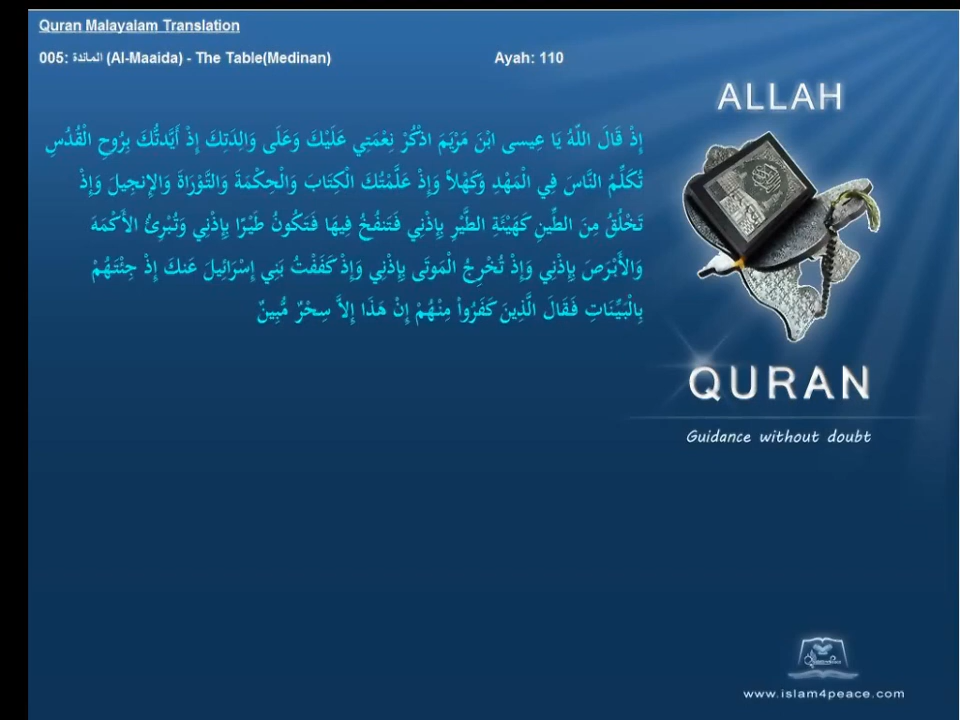 Quran Malayalam Translation
005: المائدة (Al-Maaida) - The Table(Medinan) Ayah: 110
ALLAH
إِذْ قَالَ اللّهُ يَا عِيسى ابْنَ مَرْيَمَ اذْكُرْ نِعْمَتِي عَلَيْكَ وَعَلَى وَالِدَتِكَ إِذْ أَيَّدتُّكَ بِرُوحِ الْقُدُسِ
تُكَلِّمُ النَّاسَ فِي الْمَهْدِ وَكَهْلاً وَإِذْ عَلَّمْتُكَ الْكِتَابَ وَالْحِكْمَةَ وَالتَّوْرَاةَ وَالإِنجِيلَ وَإِذْ
تَخْلُقُ مِنَ الطِّينِ كَهَيْئَةِ الطَّيْرِ بِإِذْنِي فَتَنفُخُ فِيهَا فَتَكُونُ طَيْرًا بِإِذْنِي وَتُبْرِئُ الأَكْمَهَ
وَالأَبْرَصَ بِإِذْنِي وَإِذْ تُخْرِجُ الْمَوتَى بِإِذْنِي وَإِذْ كَفَفْتُ بَنِي إِسْرَائِيلَ عَنكَ إِذْ جِئْتَهُمْ
بِالْبَيِّنَاتِ فَقَالَ الَّذِينَ كَفَرُواْ مِنْهُمْ إِنْ هَذَا إِلاَّ سِحْرٌ مُّبِينٌ
QURAN
Guidance without doubt
www.islam4peace.com